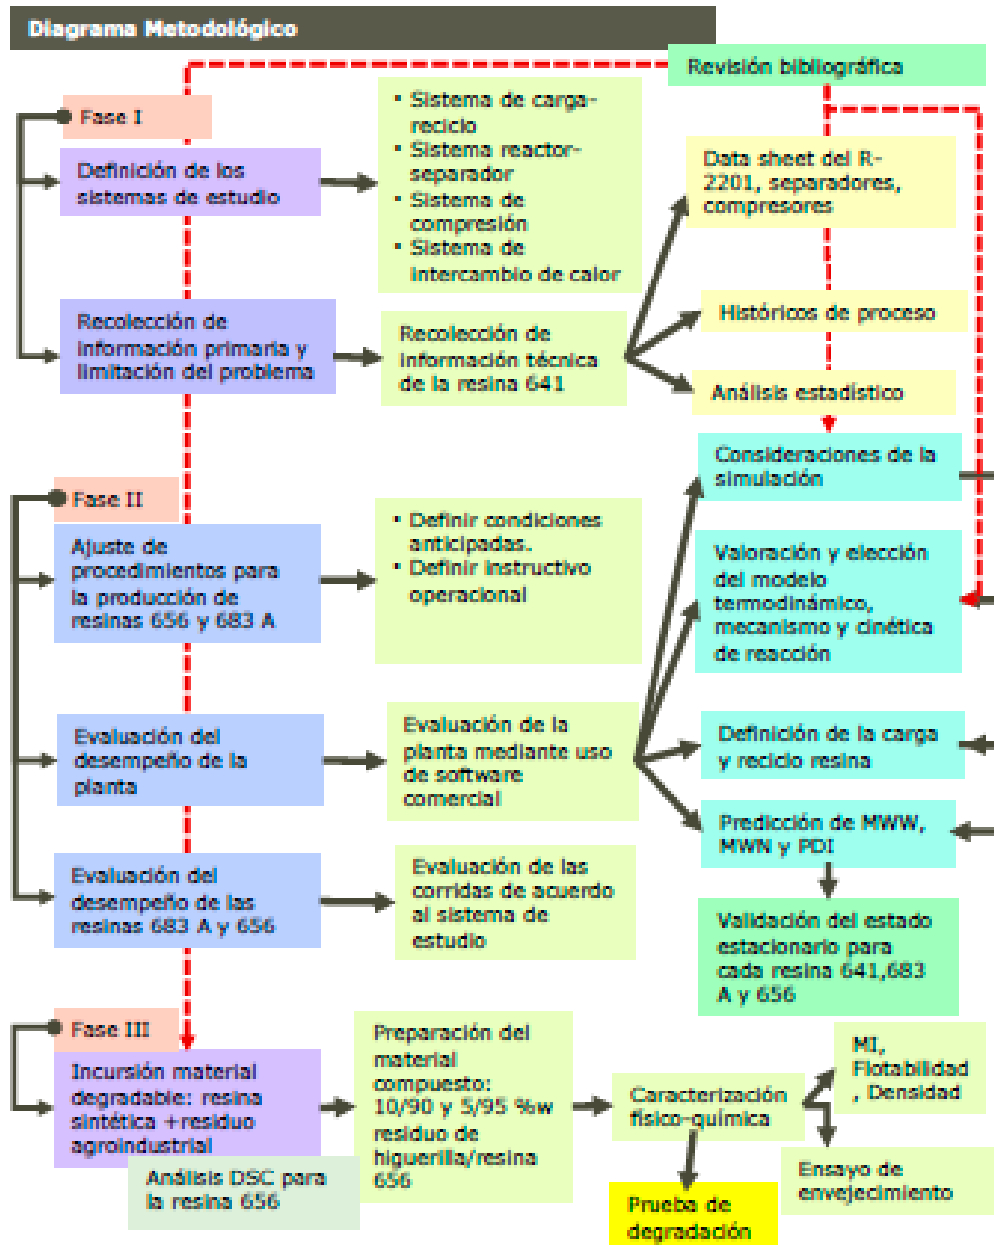 Diagrama Metodológico
Revisión bibliográfica
Fase I
Definición de los
sistemas de estudio
• Sistema de carga-
reciclo
• Sistema reactor-
separador
• Sistema de
compresión
• Sistema de
intercambio de calor
Data sheet del R-
2201, separadores,
compresores
Recolección de
información primaria y
limitación del problema
Recolección de
información técnica
de la resina 641
Históricos de proceso
Análisis estadístico
Consideraciones de la
simulación
Fase II
Ajuste de
procedimientos para
la producción de
resinas 656 y 683 A
• Definir condiciones
anticipadas.
• Definir instructivo
operacional
Valoración y elección
del modelo
termodinámico,
mecanismo y cinética
de reacción
Evaluación del
desempeño de la
planta
Evaluación de la
planta mediante uso
de software
comercial
Definición de la carga
y reciclo resina
Predicción de MWW,
MWN y PDI
Evaluación del
desempeño de las
resinas 683 A y 656
Evaluación de las
corridas de acuerdo
al sistema de
estudio
Validación del estado
estacionario para
cada resina 641,683
A y 656
Fase III
Incursión material
degradable: resina
sintética +residuo
agroindustrial
Análisis DSC para
la resina 656
Preparación del
material
compuesto:
10/90 y 5/95 %w
residuo de
higuerilla/resina
656
Caracterización
físico-química
MI,
Flotabilidad
, Densidad
Ensayo de
envejecimiento
Prueba de
degradación